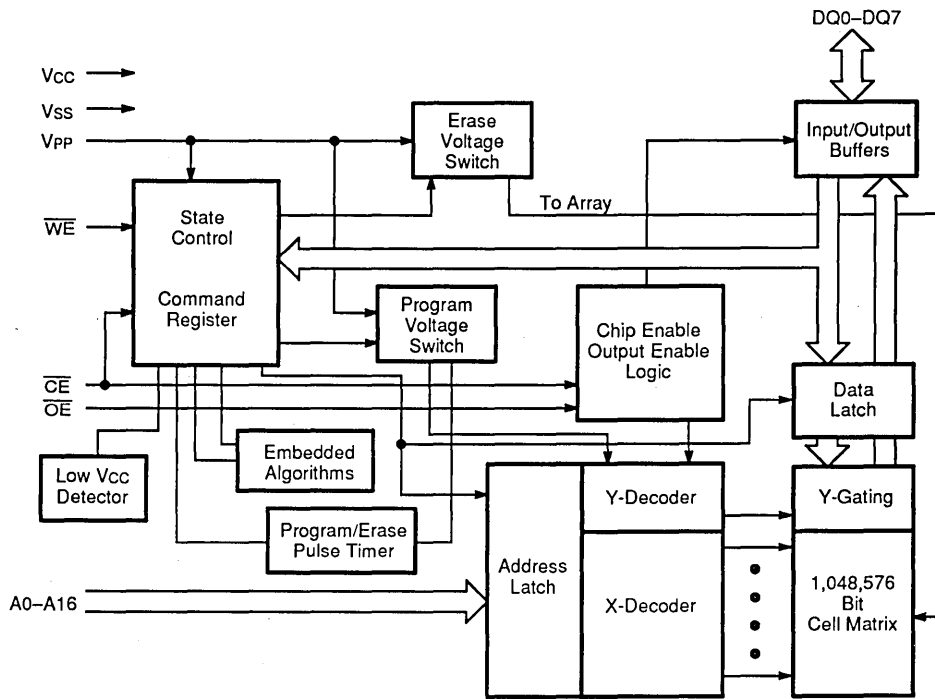 DQ0–DQ7
VCC
VSS
VPP
Erase
Voltage
Switch
Input/Output
Buffers
To Array
WE
State
Control
Command
Register
Program
Voltage
Switch
Chip Enable
Output Enable
Logic
CE
OE
Data
Latch
Low VCC
Detector
Embedded
Algorithms
Y-Decoder
Y-Gating
Program/Erase
Pulse Timer
Address
Latch
X-Decoder
1,048,576
Bit
Cell Matrix
A0–A16